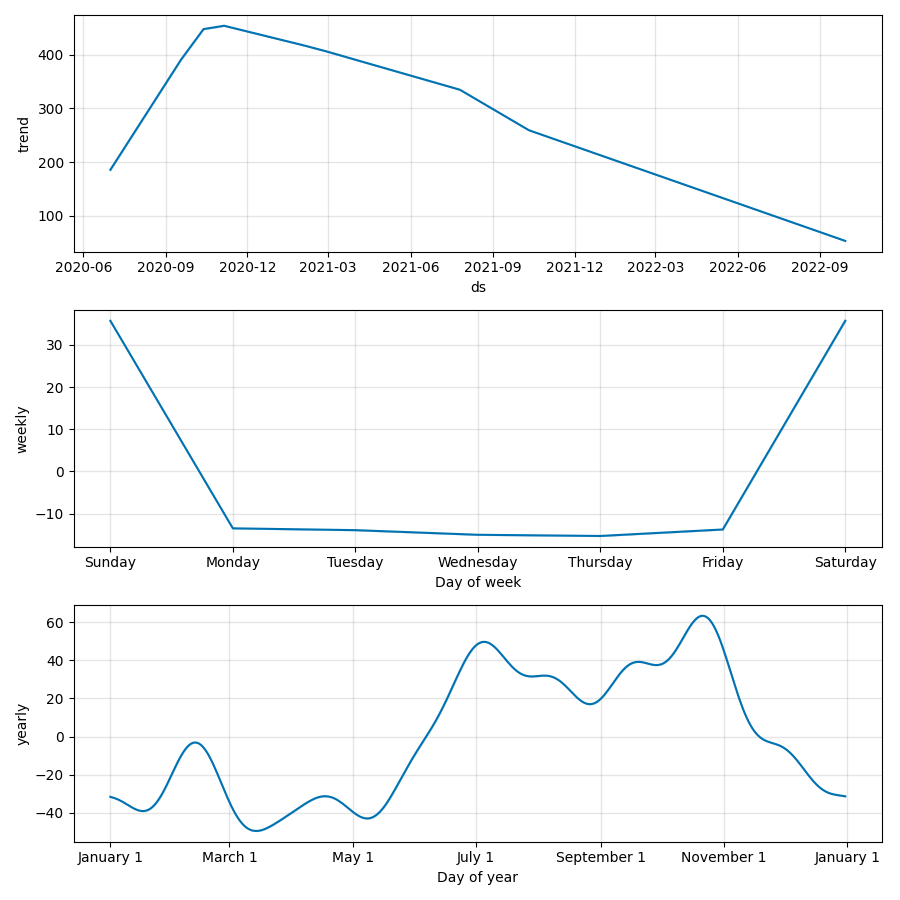 400
300
200
100
trend
2020-06 2020-09 2020-12 2021-03 2021-06 2021-09 2021-12 2022-03 2022-06 2022-09
ds
30
20
10
0
−10
weekly
Sunday Monday Tuesday Wednesday Thursday Friday Saturday
Day of week
60
40
20
0
−20
−40
yearly
January 1 March 1 May 1 July 1 September 1 November 1 January 1
Day of year